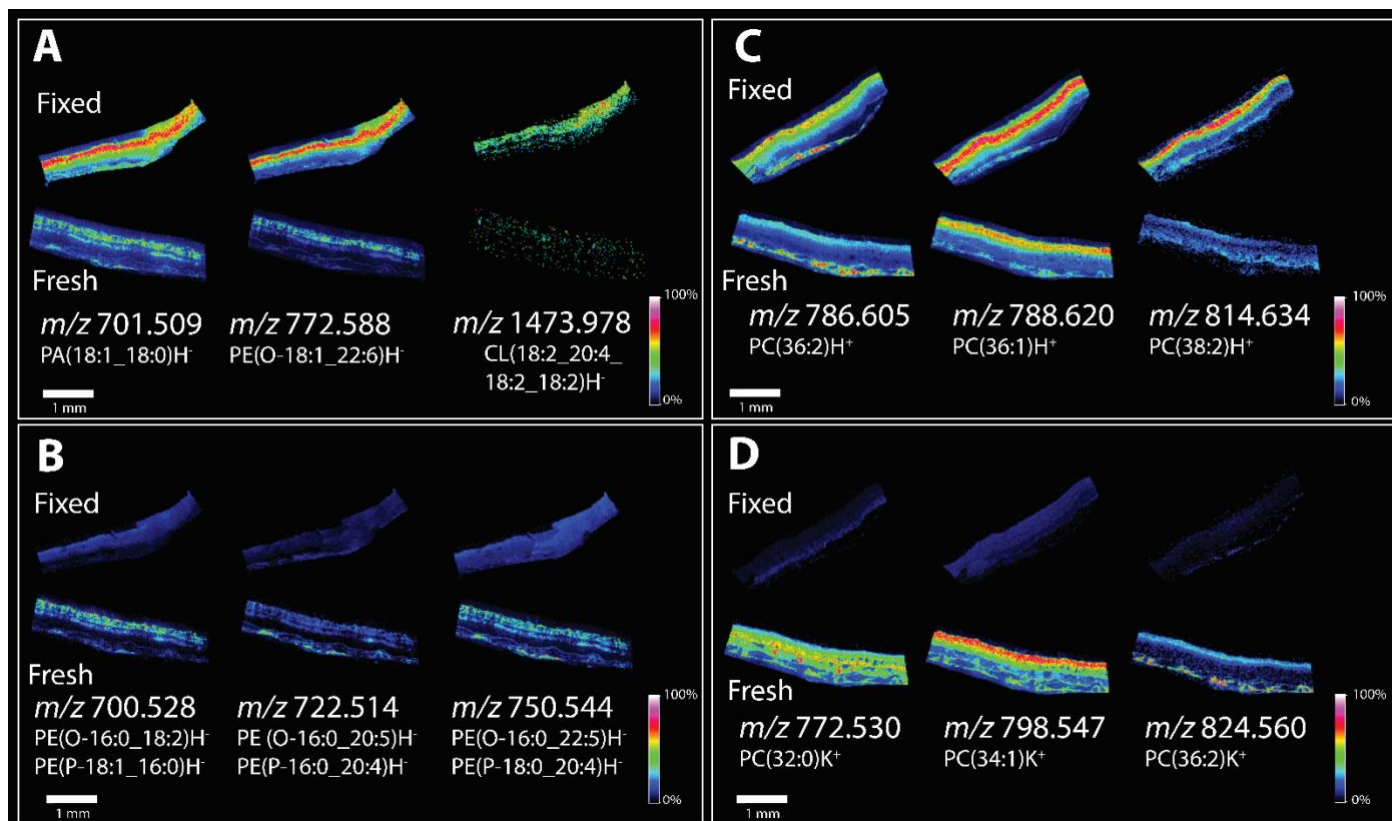 A
Fixed
Fresh
100%
0%
m/z 701.509
PA(18:1_18:0)H⁻
m/z 772.588
PE(O-18:1_22:6)H⁻
m/z 1473.978
CL(18:2_20:4_
18:2_18:2)H⁻
1 mm
B
Fixed
Fresh
100%
0%
m/z 700.528
PE(O-16:0_18:2)H⁻
PE(P-18:1_16:0)H⁻
m/z 722.514
PE (O-16:0_20:5)H⁻
PE(P-16:0_20:4)H⁻
m/z 750.544
PE(O-16:0_22:5)H⁻
PE(P-18:0_20:4)H⁻
1 mm
C
Fixed
Fresh
100%
0%
m/z 786.605
PC(36:2)H⁺
m/z 788.620
PC(36:1)H⁺
m/z 814.634
PC(38:2)H⁺
1 mm
D
Fixed
Fresh
100%
0%
m/z 772.530
PC(32:0)K⁺
m/z 798.547
PC(34:1)K⁺
m/z 824.560
PC(36:2)K⁺
1 mm